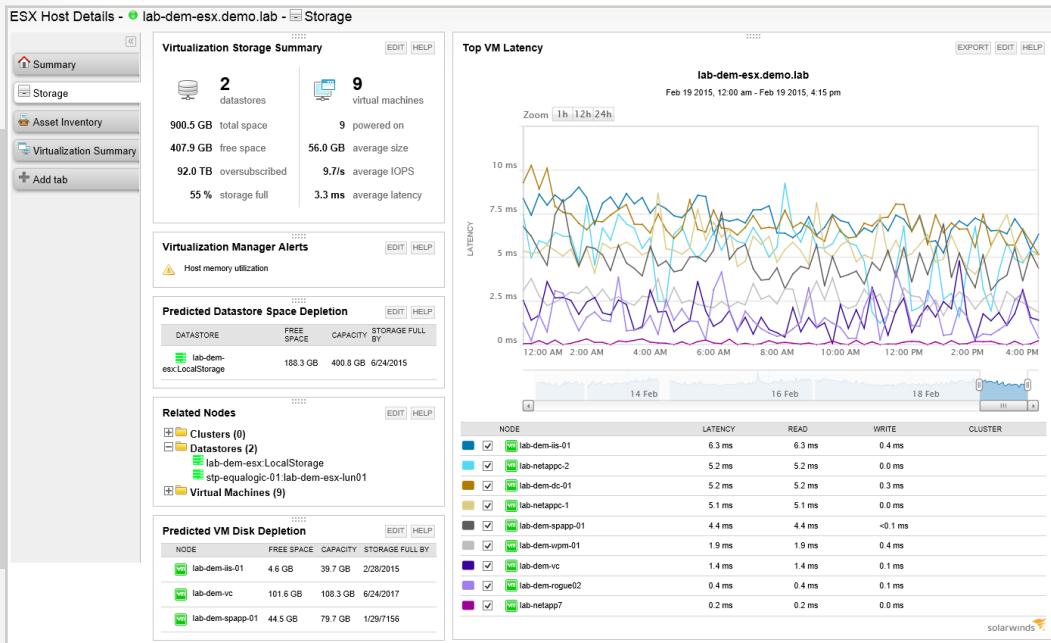 ESX Host Details - lab-dem-esx.demo.lab - Storage
Summary
Storage
Asset Inventory
Virtualization Summary
Add tab
Virtualization Storage Summary EDIT HELP
2 datastores
9 virtual machines
900.5 GB total space
9 powered on
407.9 GB free space
56.0 GB average size
92.0 TB oversubscribed
9.7/s average IOPS
55 % storage full
3.3 ms average latency
Virtualization Manager Alerts EDIT HELP
Host memory utilization
Predicted Datastore Space Depletion EDIT HELP
DATASTORE FREE SPACE CAPACITY STORAGE FULL BY
lab-dem-esx:LocalStorage 188.3 GB 400.8 GB 6/24/2015
Related Nodes EDIT HELP
Clusters (0)
Datastores (2)
lab-dem-esx:LocalStorage
stp-equalogic-01:lab-dem-esx-lun01
Virtual Machines (9)
Predicted VM Disk Depletion EDIT HELP
NODE FREE SPACE CAPACITY STORAGE FULL BY
lab-dem-iis-01 4.6 GB 39.7 GB 2/28/2015
lab-dem-vc 101.6 GB 108.3 GB 6/24/2017
lab-dem-spapp-01 44.5 GB 79.7 GB 1/29/7156
Top VM Latency EXPORT EDIT HELP
lab-dem-esx.demo.lab
Feb 19 2015, 12:00 am - Feb 19 2015, 4:15 pm
Zoom 1h 12h 24h
LATENCY
10 ms
7.5 ms
5 ms
2.5 ms
0 ms
12:00 AM 2:00 AM 4:00 AM 6:00 AM 8:00 AM 10:00 AM 12:00 PM 2:00 PM 4:00 PM
14 Feb 16 Feb 18 Feb
NODE LATENCY READ WRITE CLUSTER
lab-dem-iis-01 6.3 ms 6.3 ms 0.4 ms
lab-netappc-2 5.2 ms 5.2 ms 0.0 ms
lab-dem-dc-01 5.2 ms 5.2 ms 0.3 ms
lab-netappc-1 5.1 ms 5.1 ms 0.0 ms
lab-dem-spapp-01 4.4 ms 4.4 ms <0.1 ms
lab-dem-wpm-01 1.9 ms 1.9 ms 0.4 ms
lab-dem-vc 1.4 ms 1.4 ms 0.1 ms
lab-dem-rogue02 0.4 ms 0.4 ms 0.1 ms
lab-netapp7 0.2 ms 0.2 ms 0.0 ms
solarwinds